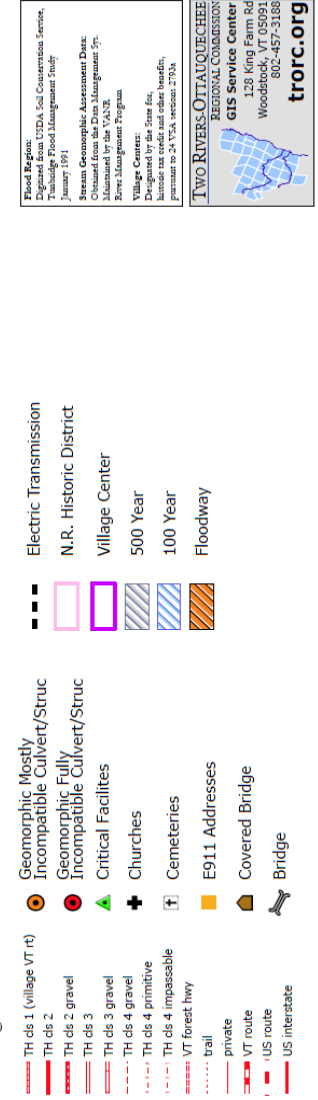 TH cls 1 (village VT rt)
TH cls 2
TH cls 2 gravel
TH cls 3
TH cls 3 gravel
TH cls 4 gravel
TH cls 4 primitive
TH cls 4 impassable
VT forest hwy
trail
private
VT route
US route
US interstate
Geomorphic Mostly
Incompatible Culvert/Struc
Geomorphic Fully
Incompatible Culvert/Struc
Critical Facilites
Churches
Cemeteries
E911 Addresses
Covered Bridge
Bridge
Electric Transmission
N.R. Historic District
Village Center
500 Year
100 Year
Floodway
Flood Region:
Digitized from USDA Soil Conservation Service,
Tunbridge Flood Management Study
January 1991
Stream Geomorphic Assessment Data:
Obtained from the Data Management Sys.
Maintained by the VANR
River Management Program
Village Centers:
Designated by the State for,
historic tax credit and other benefits,
pursuant to 24 VSA sections 2793a
TWO RIVERS-OTTAUQUECHEE
REGIONAL COMMISSION
GIS Service Center
128 King Farm Rd
Woodstock, VT 05091
802-457-3188
trorc.org